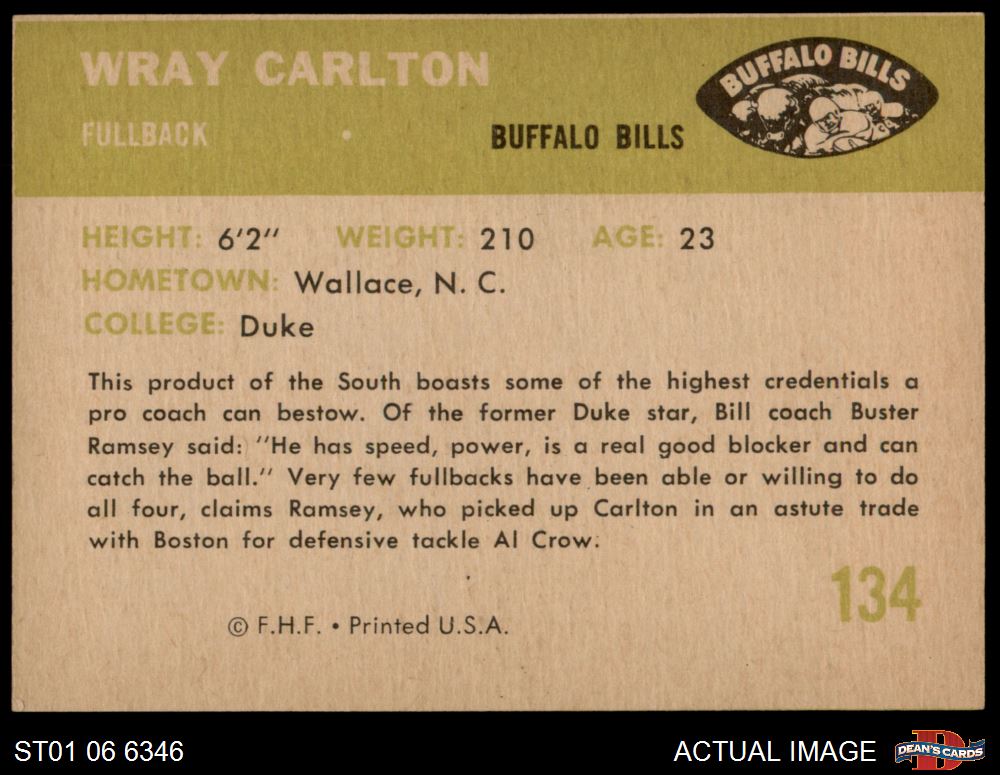 WRAY CARLTON
FULLBACK • BUFFALO BILLS
BUFFALO BILLS
HEIGHT: 6'2" WEIGHT: 210 AGE: 23
HOMETOWN: Wallace, N. C.
COLLEGE: Duke
This product of the South boasts some of the highest credentials a
pro coach can bestow. Of the former Duke star, Bill coach Buster
Ramsey said: "He has speed, power, is a real good blocker and can
catch the ball." Very few fullbacks have been able or willing to do
all four, claims Ramsey, who picked up Carlton in an astute trade
with Boston for defensive tackle Al Crow.
134
© F.H.F. • Printed U.S.A.
ST01 06 6346
ACTUAL IMAGE
D
DEAN'S CARDS